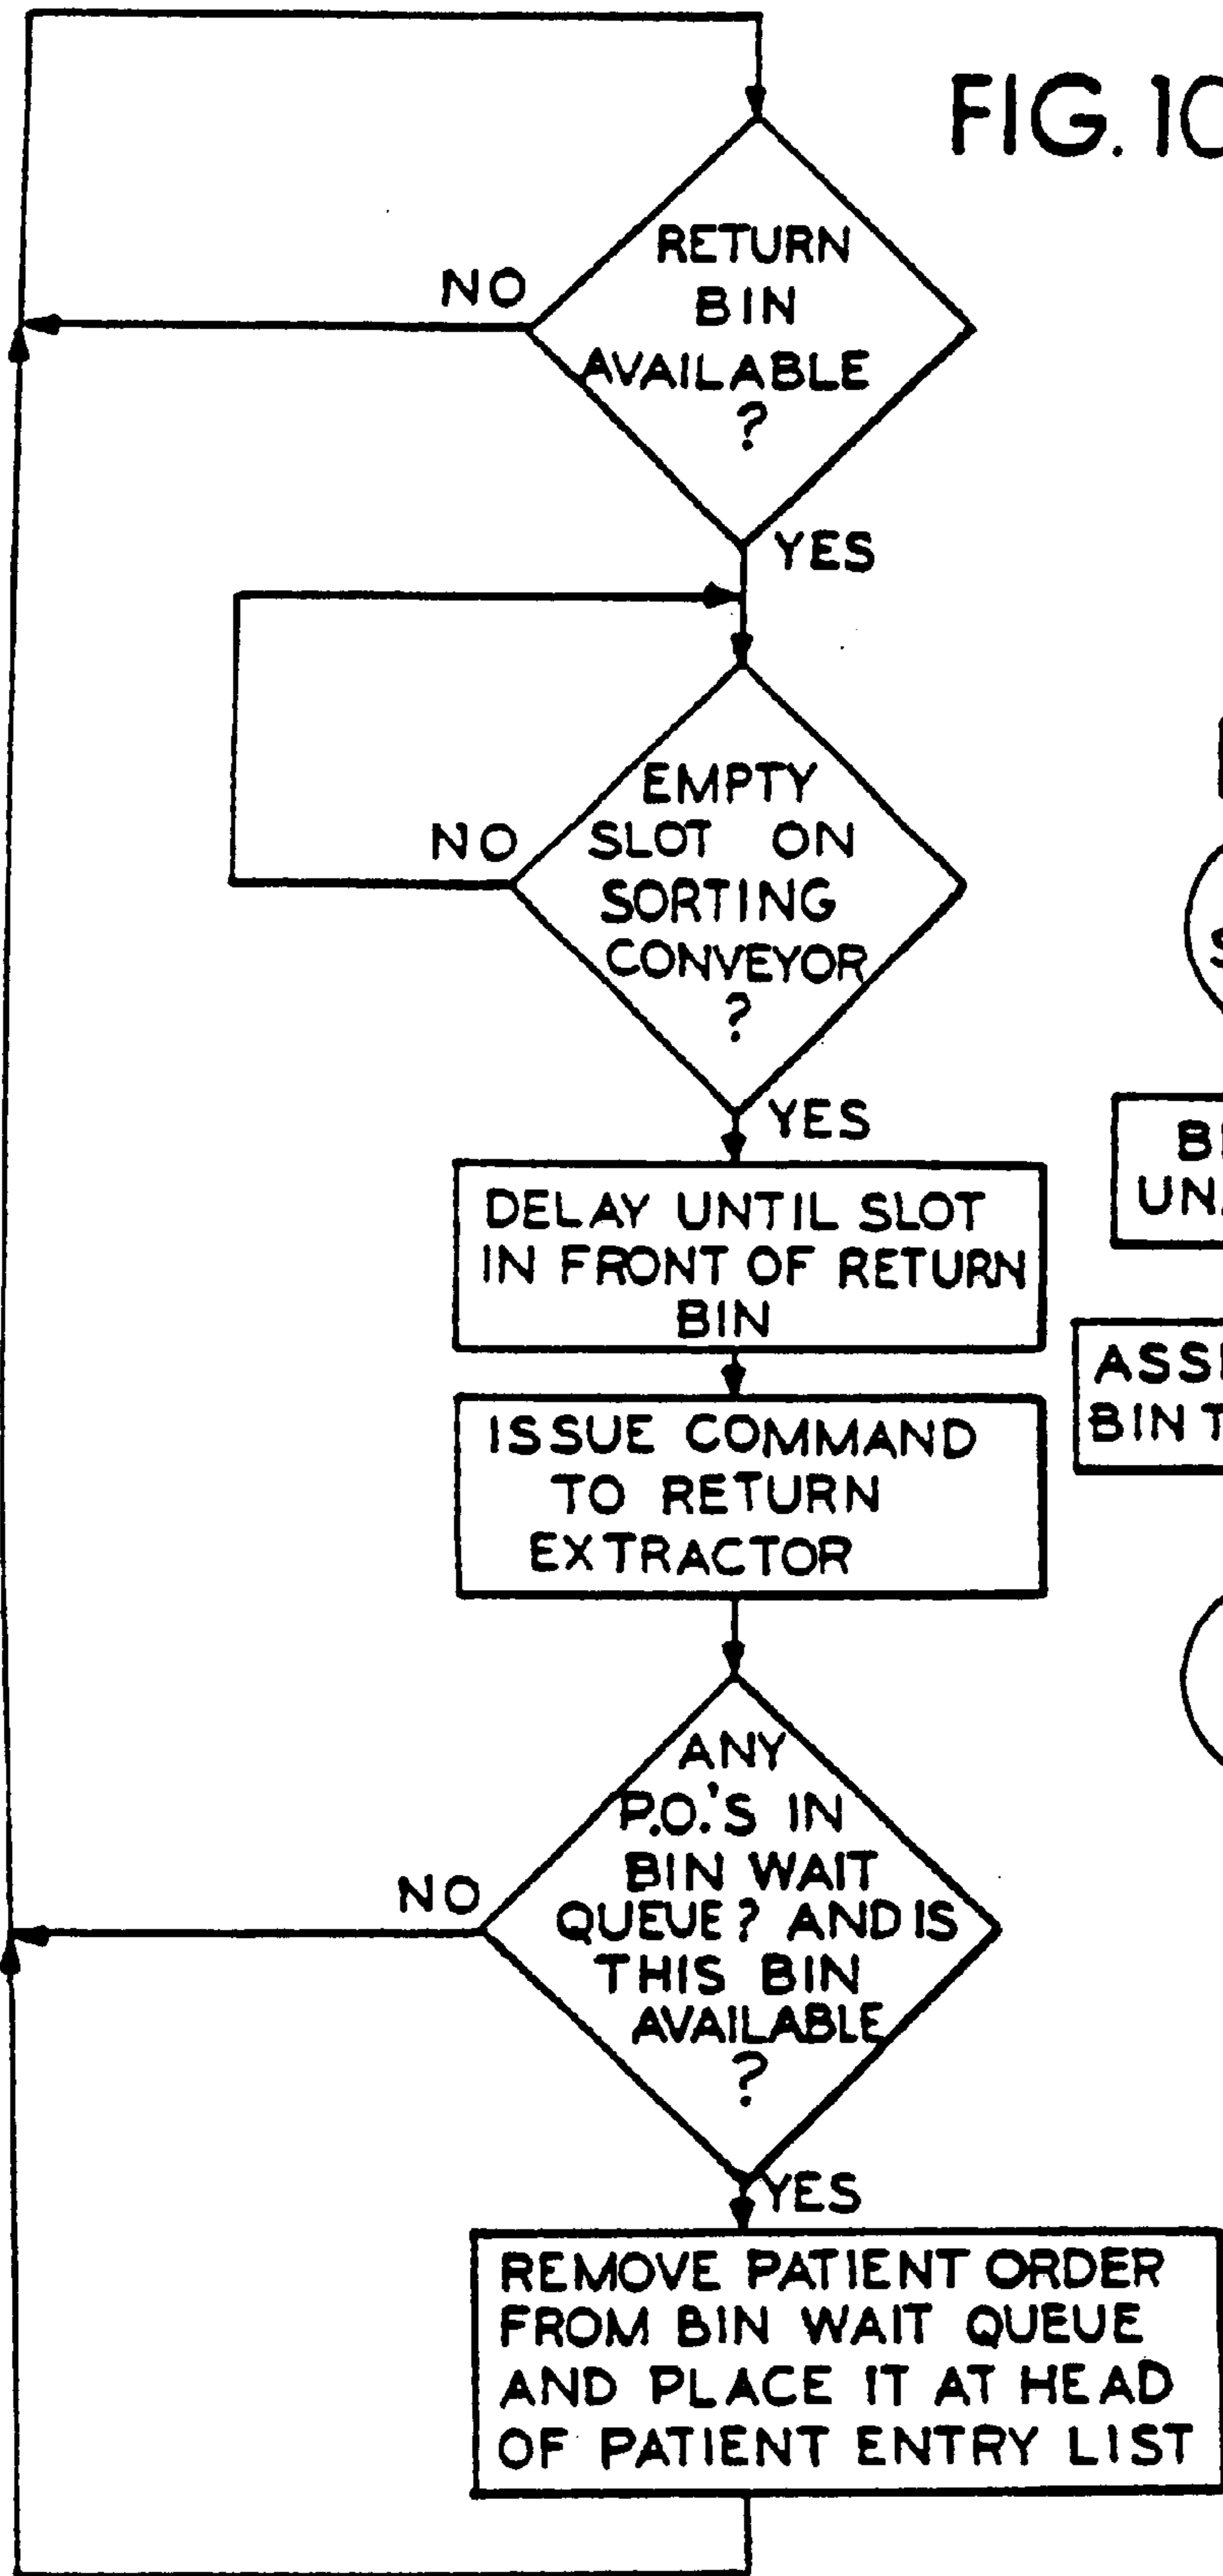 FIG. 10
RETURN
BIN
AVAILABLE
?
NO
YES
EMPTY
SLOT ON
SORTING
CONVEYOR
?
NO
YES
DELAY UNTIL SLOT
IN FRONT OF RETURN
BIN
ISSUE COMMAND
TO RETURN
EXTRACTOR
ANY
P.O.'S IN
BIN WAIT
QUEUE? AND IS
THIS BIN
AVAILABLE
?
NO
YES
REMOVE PATIENT ORDER
FROM BIN WAIT QUEUE
AND PLACE IT AT HEAD
OF PATIENT ENTRY LIST
BIN T